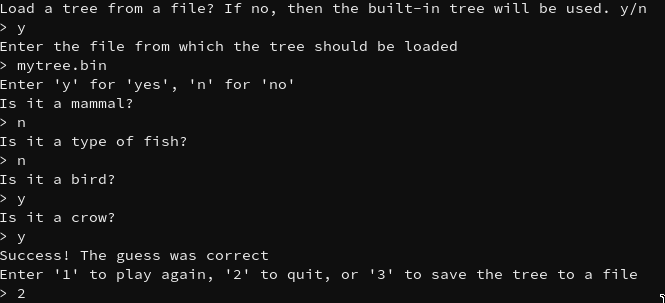 Load a tree from a file? If no, then the built-in tree will be used. y/n
> y
Enter the file from which the tree should be loaded
> mytree.bin
Enter 'y' for 'yes', 'n' for 'no'
Is it a mammal?
> n
Is it a type of fish?
> n
Is it a bird?
> y
Is it a crow?
> y
Success! The guess was correct
Enter '1' to play again, '2' to quit, or '3' to save the tree to a file
> 2